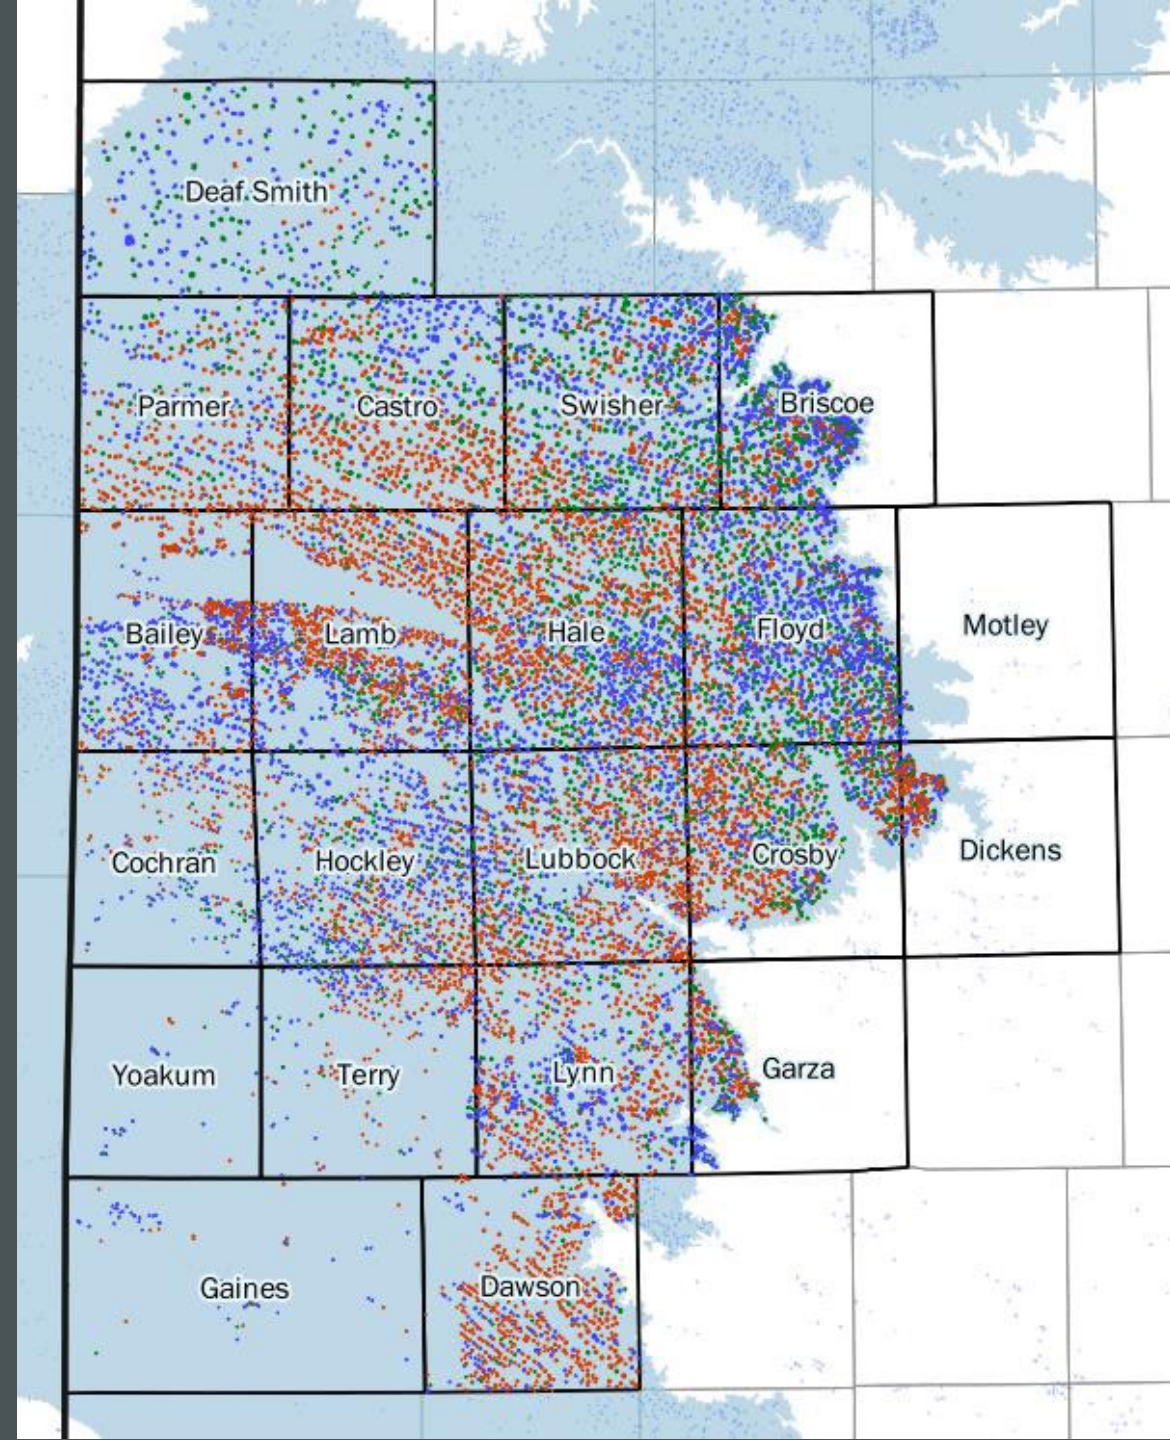 Deaf Smith
Parmer
Castro
Swisher
Briscoe
Bailey
Lamb
Hale
Floyd
Motley
Cochran
Hockley
Lubbock
Crosby
Dickens
Yoakum
Terry
Lynn
Garza
Gaines
Dawson